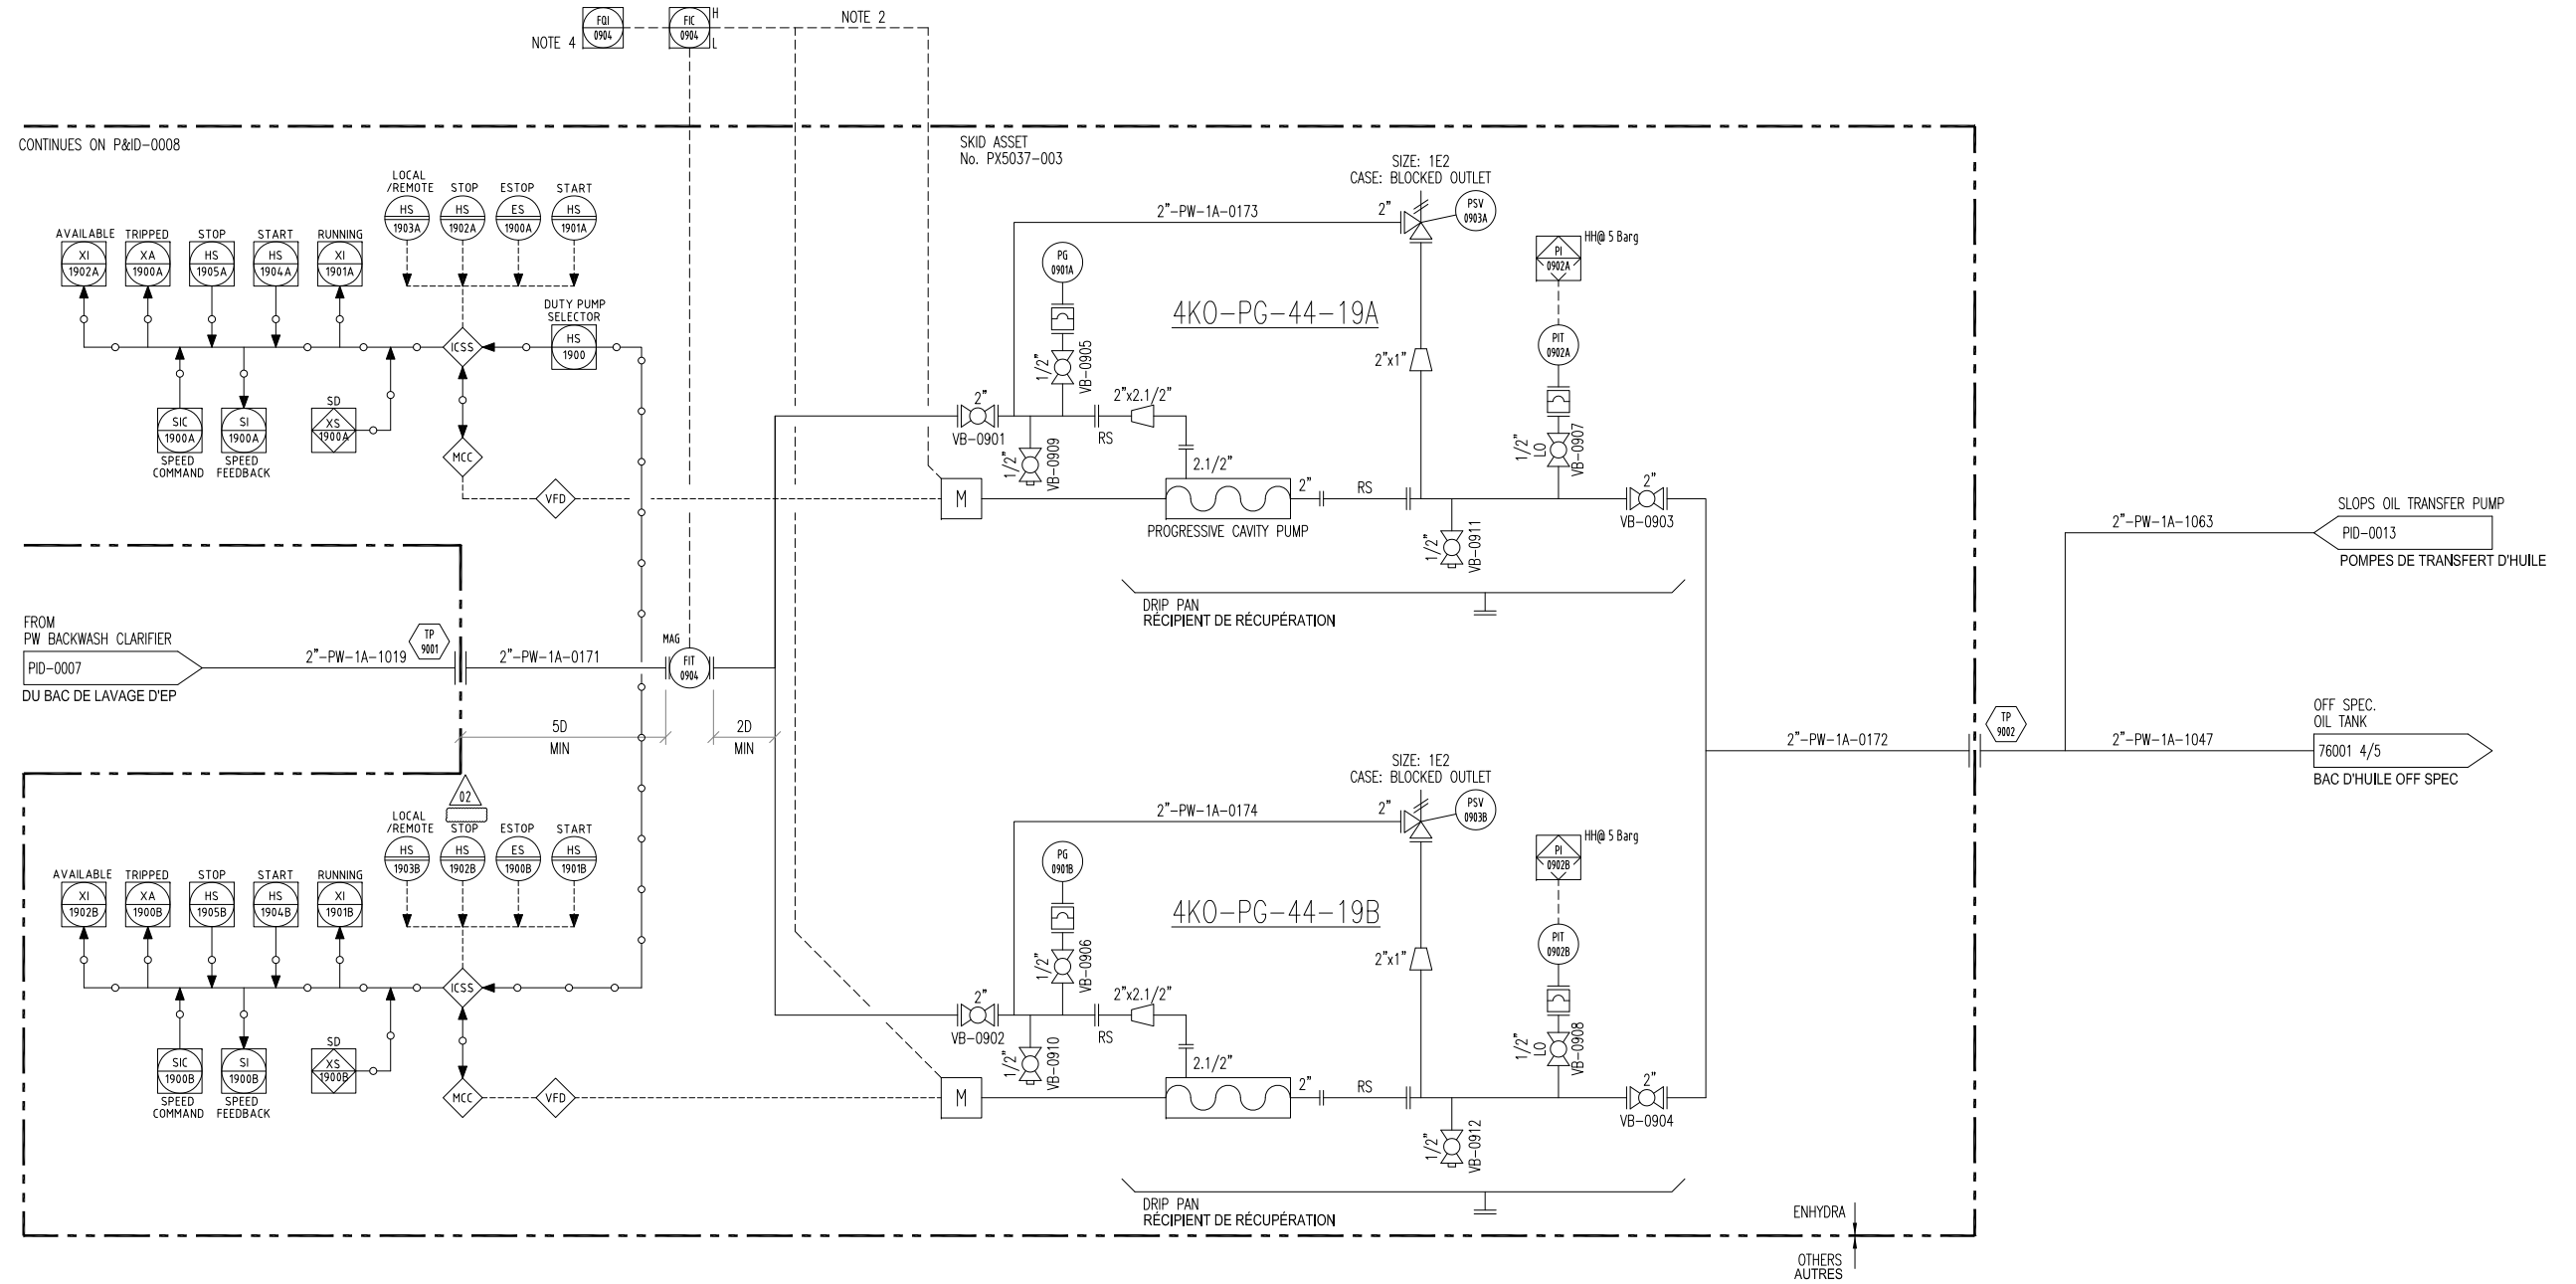 FQI
0904
NOTE 4
FIC
0904
H
L
NOTE 2
CONTINUES ON P&ID-0008
SKID ASSET
No. PX5037-003
LOCAL
/REMOTE
HS
1903A
STOP
HS
1902A
ESTOP
ES
1900A
START
HS
1901A
AVAILABLE
XI
1902A
TRIPPED
XA
1900A
STOP
HS
1905A
START
HS
1904A
RUNNING
XI
1901A
DUTY PUMP
SELECTOR
HS
1900
ICSS
SIC
1900A
SPEED
COMMAND
SI
1900A
SPEED
FEEDBACK
SD
XS
1900A
MCC
VFD
SIZE: 1E2
CASE: BLOCKED OUTLET
2"-PW-1A-0173
2"
PSV
0903A
PG
0901A
PI
0902A
HH@ 5 Barg
4KO-PG-44-19A
PIT
0902A
1/2"
VB-0905
2"x1"
2"
VB-0901
2"x2.1/2"
RS
1/2"
VB-0909
2.1/2"
1/2"
LO
VB-0907
M
2"
RS
2"
VB-0903
PROGRESSIVE CAVITY PUMP
1/2"
VB-0911
DRIP PAN
RÉCIPIENT DE RÉCUPÉRATION
SLOPS OIL TRANSFER PUMP
2"-PW-1A-1063
PID-0013
POMPES DE TRANSFERT D'HUILE
FROM
PW BACKWASH CLARIFIER
PID-0007
DU BAC DE LAVAGE D'EP
2"-PW-1A-1019
TP
9001
2"-PW-1A-0171
MAG
FIT
0904
5D
MIN
2D
MIN
2"-PW-1A-0172
TP
9002
2"-PW-1A-1047
OFF SPEC.
OIL TANK
76001 4/5
BAC D'HUILE OFF SPEC
02
LOCAL
/REMOTE
HS
1903B
STOP
HS
1902B
ESTOP
ES
1900B
START
HS
1901B
AVAILABLE
XI
1902B
TRIPPED
XA
1900B
STOP
HS
1905B
START
HS
1904B
RUNNING
XI
1901B
ICSS
SIC
1900B
SPEED
COMMAND
SI
1900B
SPEED
FEEDBACK
SD
XS
1900B
MCC
VFD
SIZE: 1E2
CASE: BLOCKED OUTLET
2"-PW-1A-0174
2"
PSV
0903B
PG
0901B
PI
0902B
HH@ 5 Barg
4KO-PG-44-19B
PIT
0902B
1/2"
VB-0906
2"x1"
2"
VB-0902
2"x2.1/2"
RS
1/2"
VB-0910
2.1/2"
1/2"
LO
VB-0908
M
2"
RS
2"
VB-0904
1/2"
VB-0912
DRIP PAN
RÉCIPIENT DE RÉCUPÉRATION
ENHYDRA
OTHERS
AUTRES